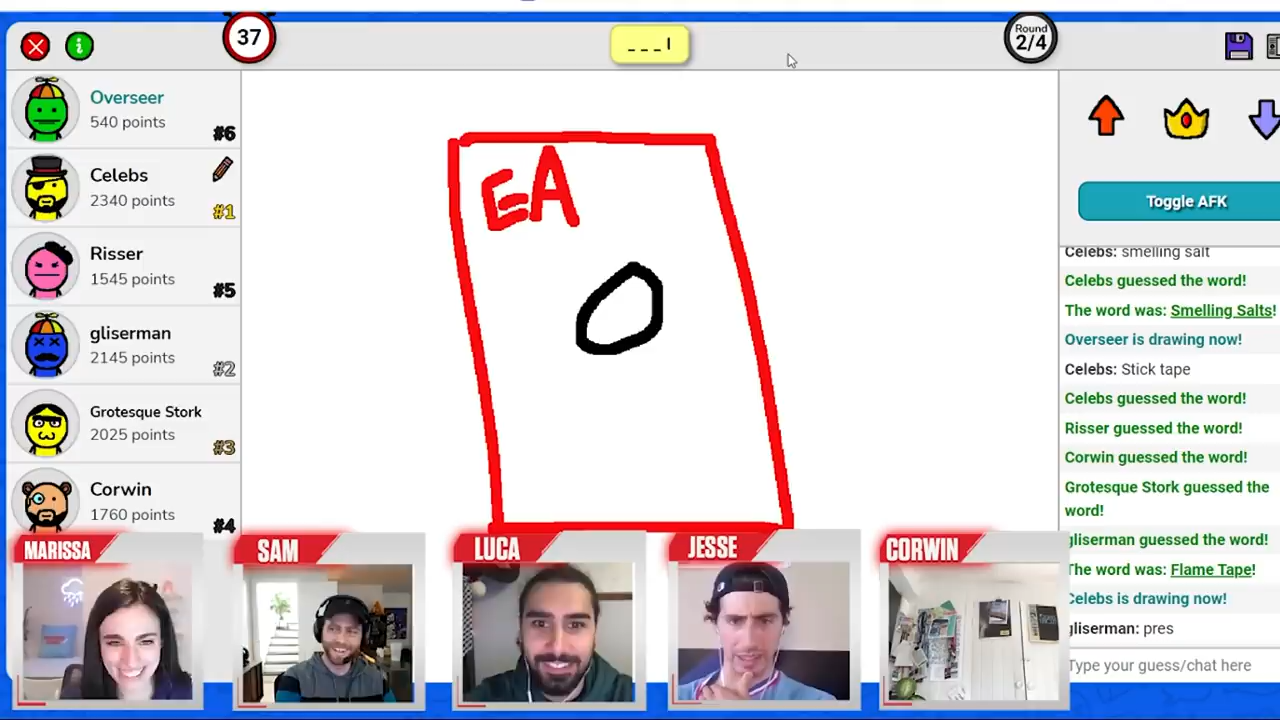 37
_ _ _ l
Round
2/4
Overseer
540 points
#6
Celebs
2340 points
#1
Risser
1545 points
#5
gliserman
2145 points
#2
Grotesque Stork
2025 points
#3
Corwin
1760 points
#4
EA
Toggle AFK
Celebs: smelling salt
Celebs guessed the word!
The word was: Smelling Salts!
Overseer is drawing now!
Celebs: Stick tape
Celebs guessed the word!
Risser guessed the word!
Corwin guessed the word!
Grotesque Stork guessed the
word!
gliserman guessed the word!
The word was: Flame Tape!
Celebs is drawing now!
gliserman: pres
Type your guess/chat here
MARISSA
SAM
LUCA
JESSE
CORWIN